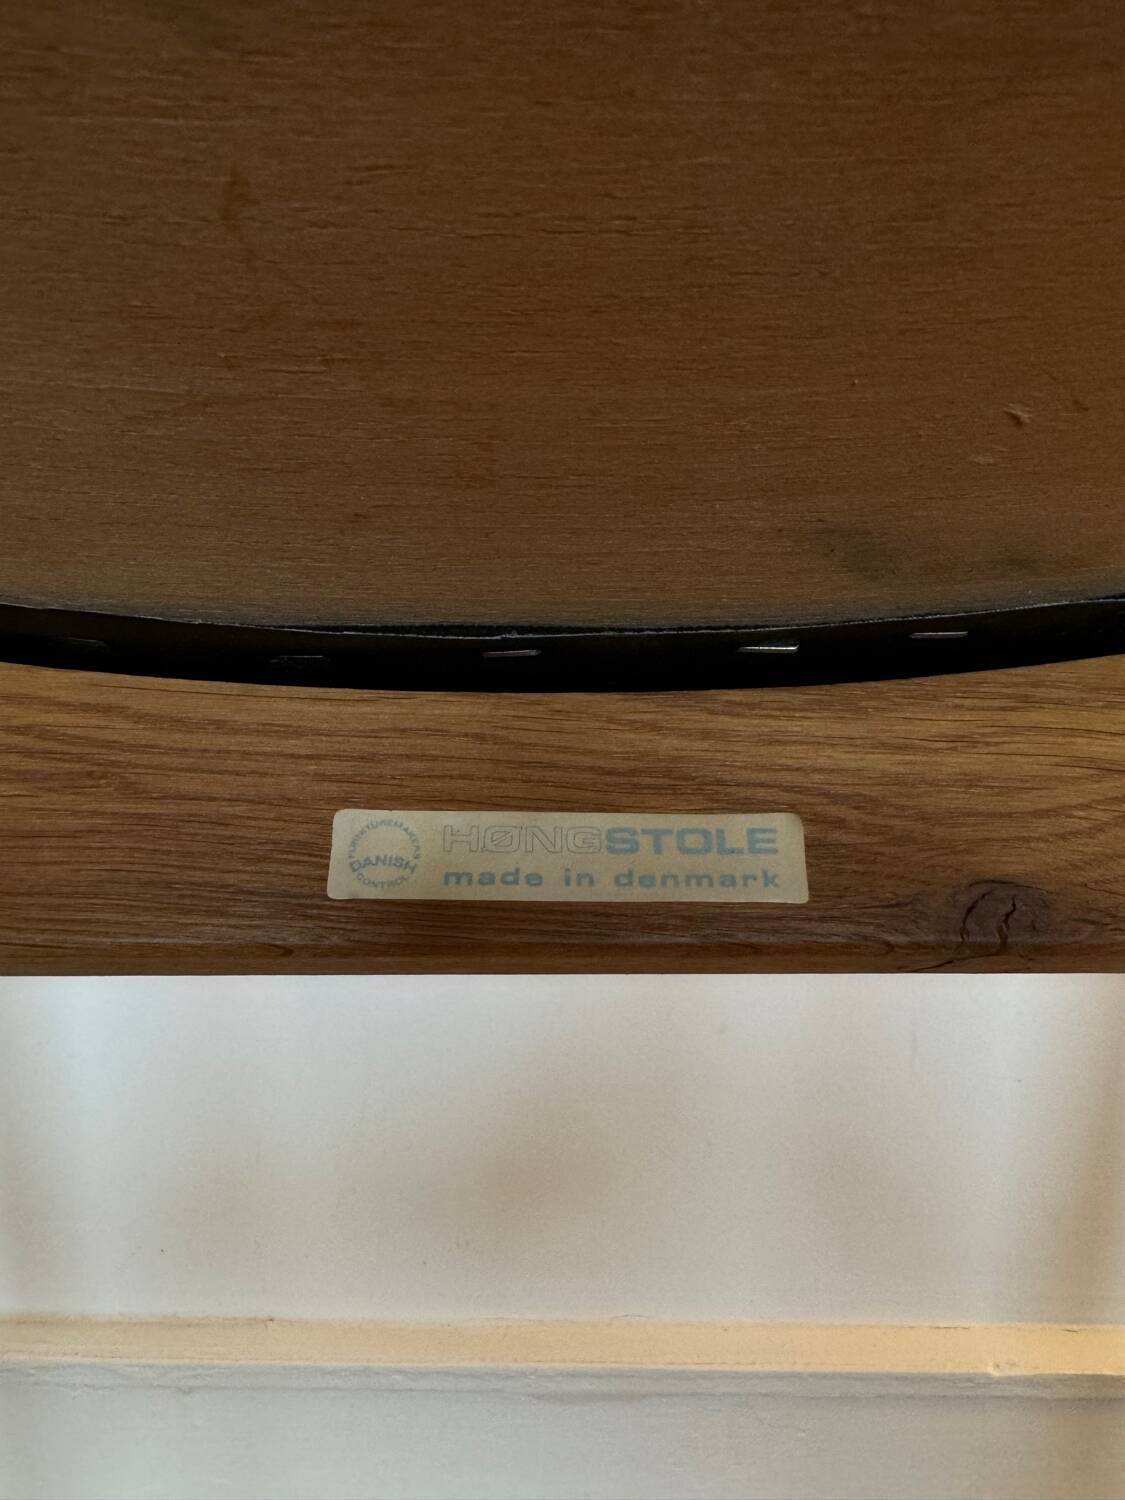 FURNITUREMAKERS
DANISH
CONTROL
HØNGSTOLE
made in denmark